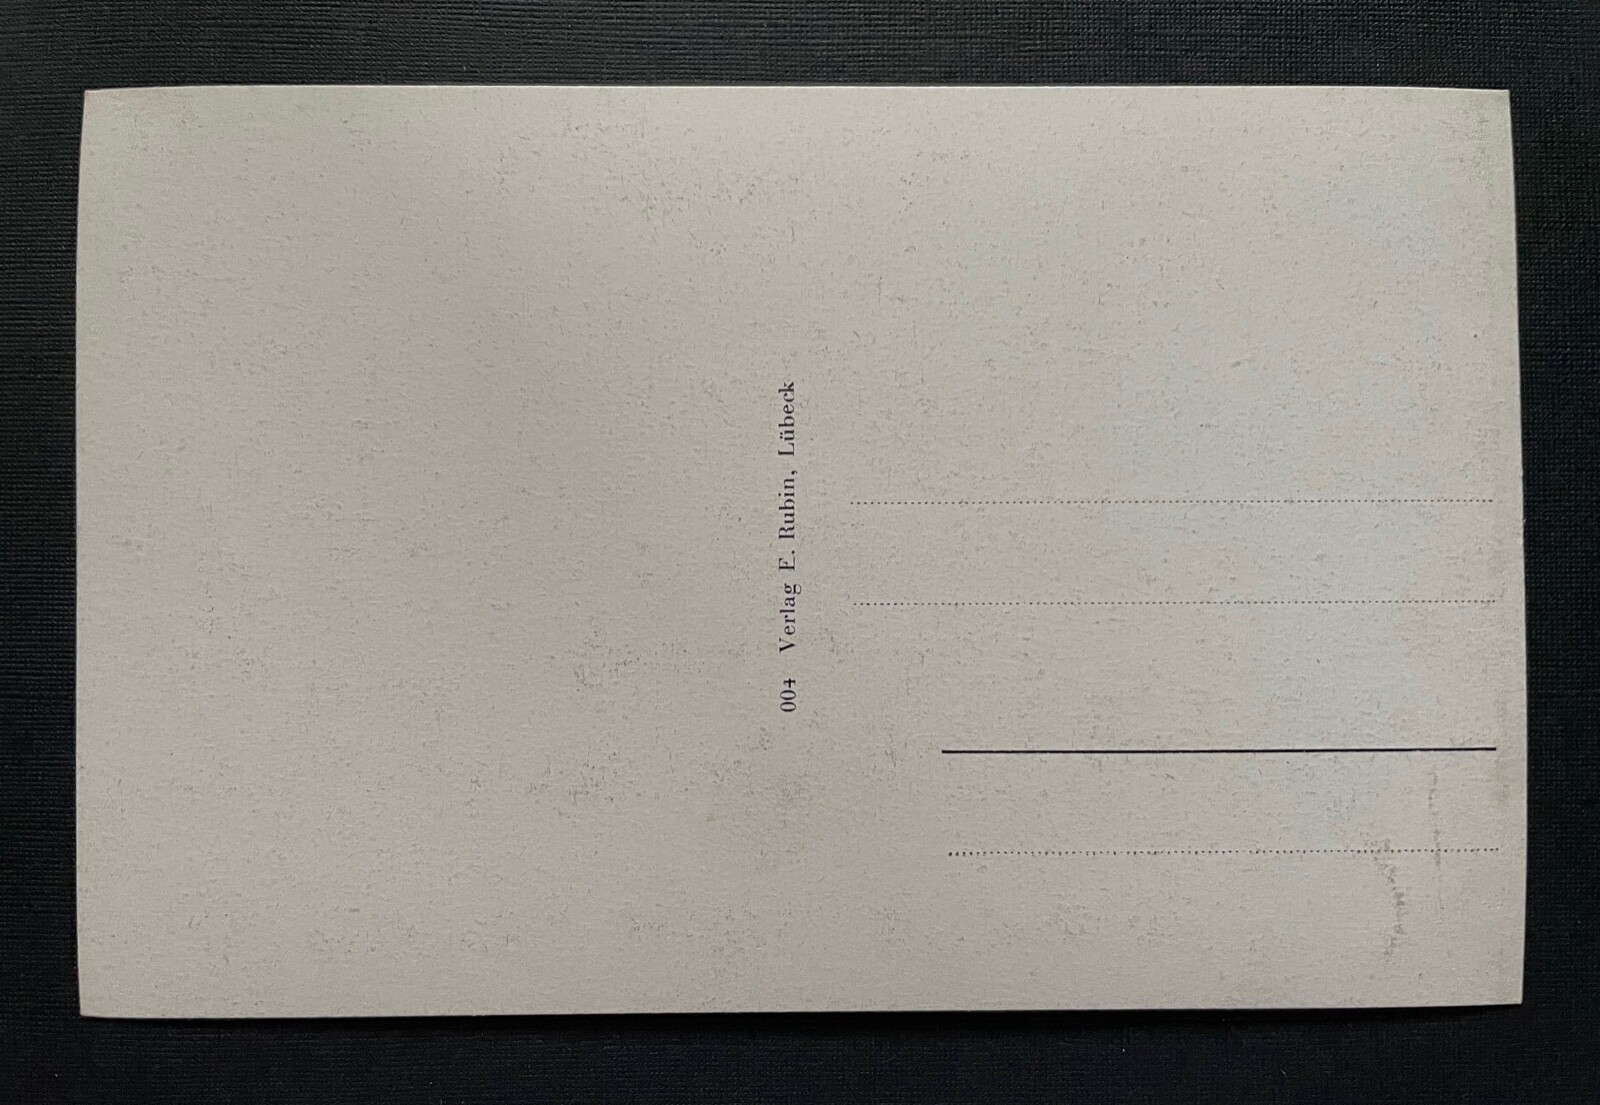 004 Verlag E. Rubin, Lübeck